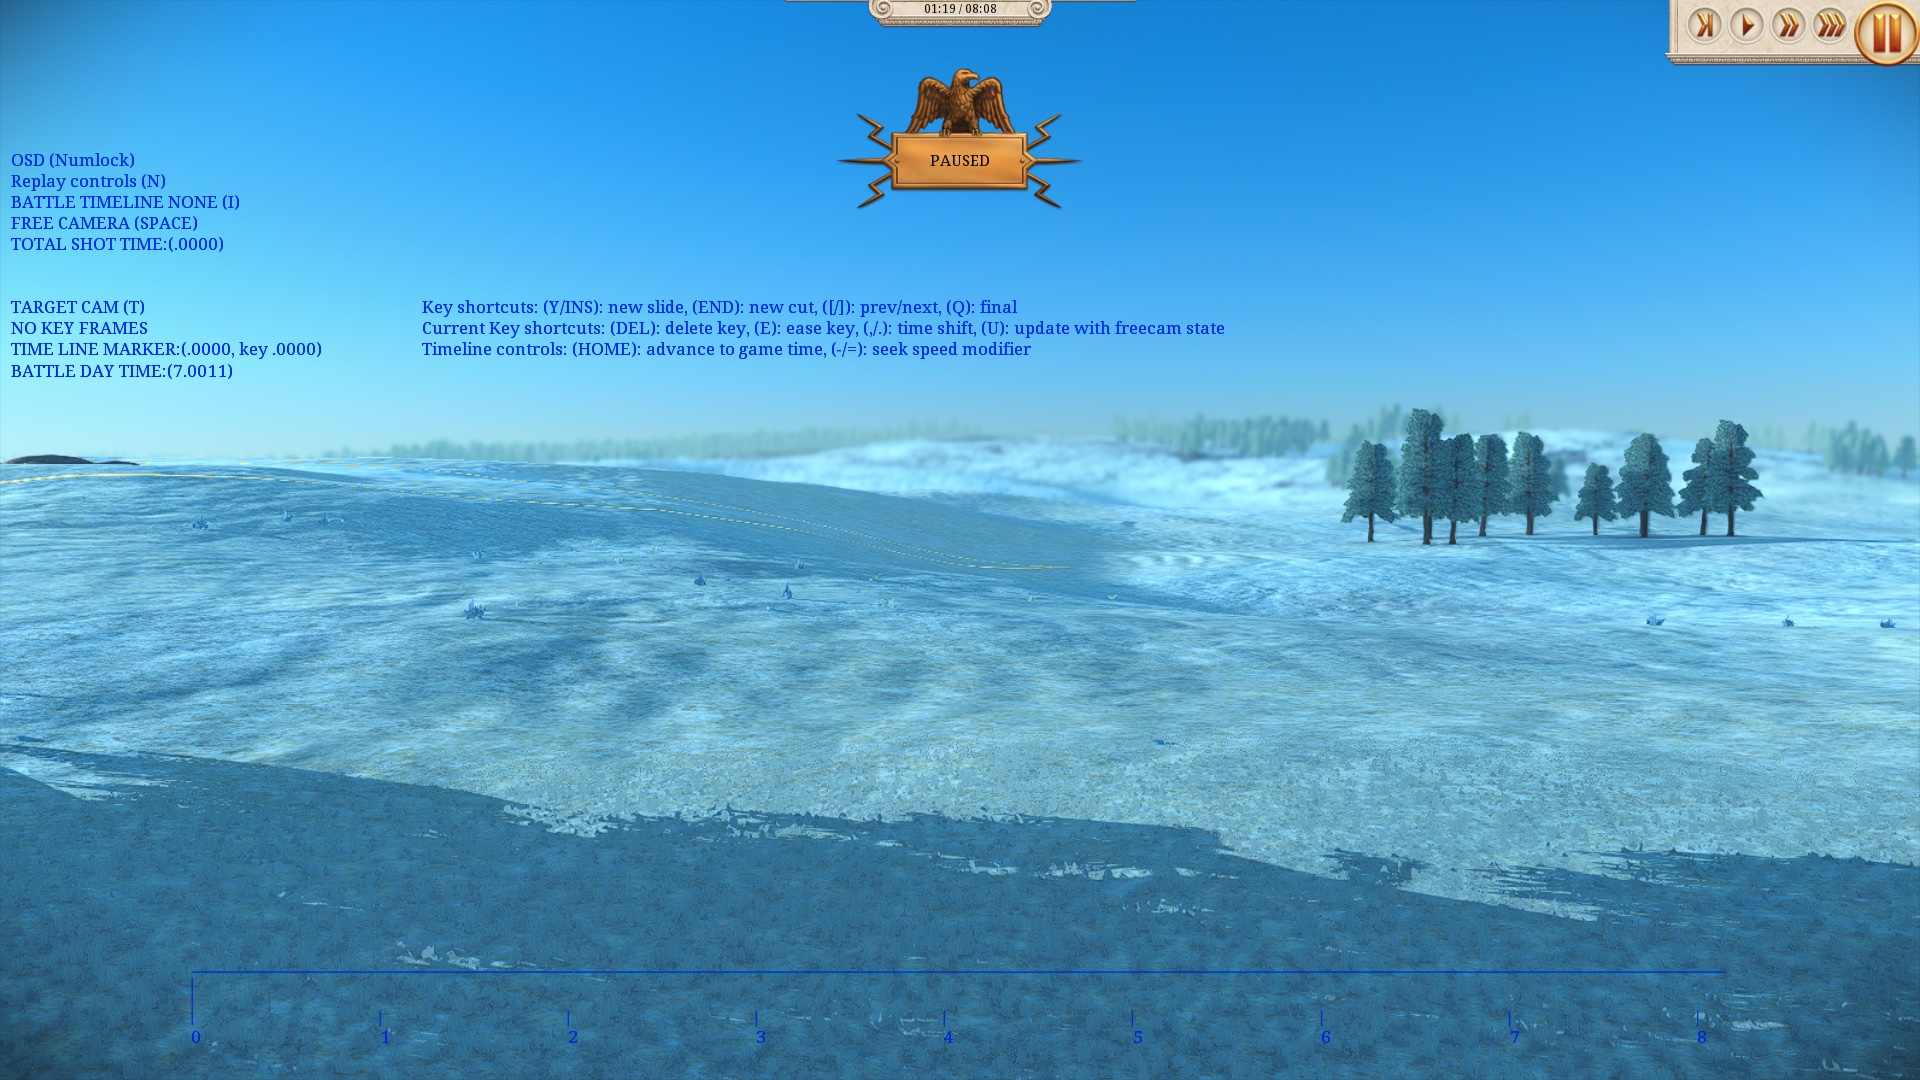 01:19 / 08:08
PAUSED
OSD (Numlock)
Replay controls (N)
BATTLE TIMELINE NONE (I)
FREE CAMERA (SPACE)
TOTAL SHOT TIME:(.0000)
TARGET CAM (T)
NO KEY FRAMES
TIME LINE MARKER:(.0000, key .0000)
BATTLE DAY TIME:(7.0011)
Key shortcuts: (Y/INS): new slide, (END): new cut, ([/]): prev/next, (Q): final
Current Key shortcuts: (DEL): delete key, (E): ease key, (,/.): time shift, (U): update with freecam state
Timeline controls: (HOME): advance to game time, (-/=): seek speed modifier
0 1 2 3 4 5 6 7 8